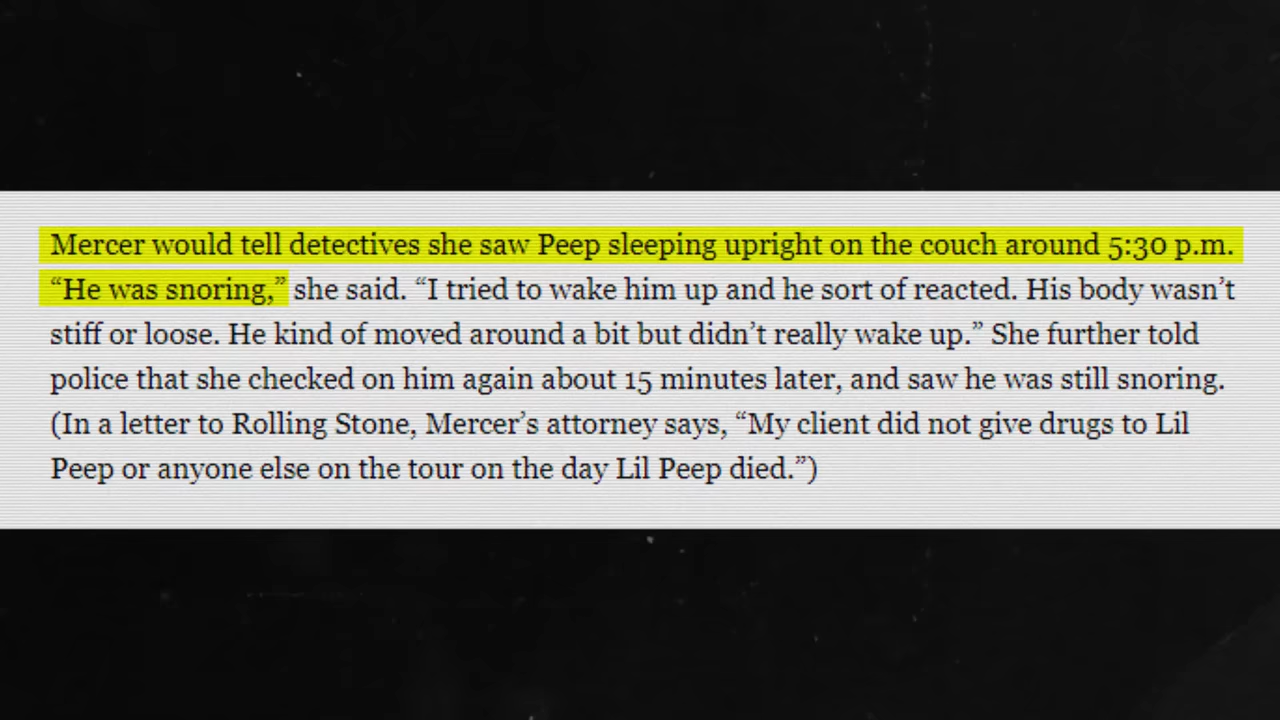 Mercer would tell detectives she saw Peep sleeping upright on the couch around 5:30 p.m.
“He was snoring,” she said. “I tried to wake him up and he sort of reacted. His body wasn’t
stiff or loose. He kind of moved around a bit but didn’t really wake up.” She further told
police that she checked on him again about 15 minutes later, and saw he was still snoring.
(In a letter to Rolling Stone, Mercer’s attorney says, “My client did not give drugs to Lil
Peep or anyone else on the tour on the day Lil Peep died.”)